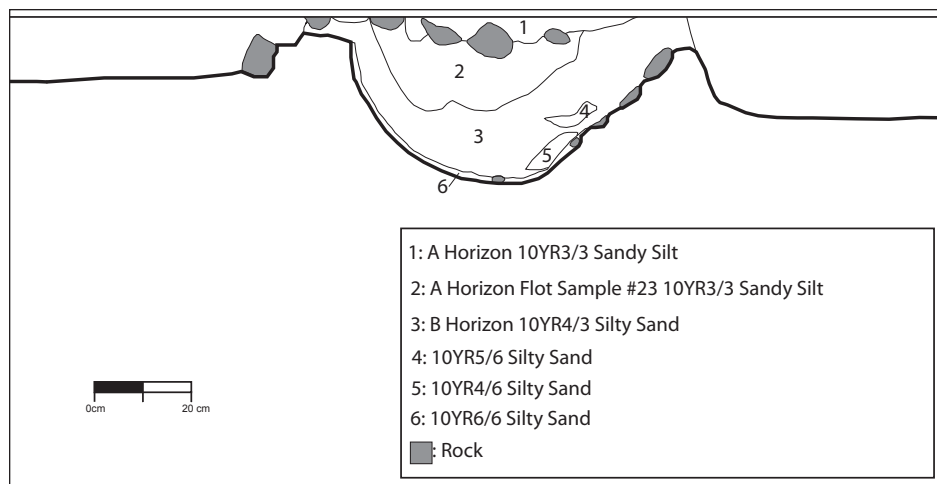 1
2
3
4
5
6
1: A Horizon 10YR3/3 Sandy Silt
2: A Horizon Flot Sample #23 10YR3/3 Sandy Silt
3: B Horizon 10YR4/3 Silty Sand
4: 10YR5/6 Silty Sand
5: 10YR4/6 Silty Sand
6: 10YR6/6 Silty Sand
: Rock
0cm 20 cm